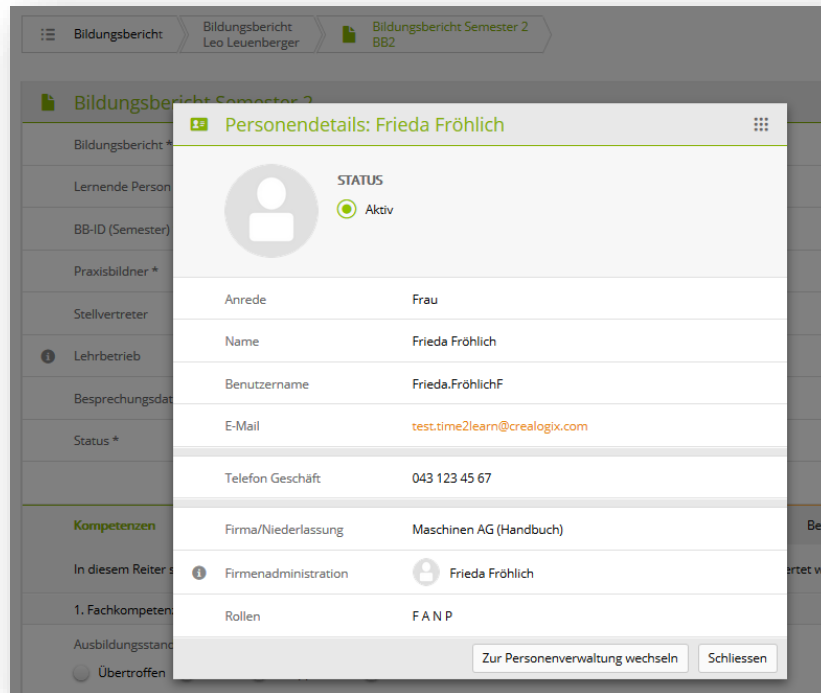 Bildungsbericht
Bildungsbericht
Leo Leuenberger
Bildungsbericht Semester 2
BB2
Bildungsbericht Semester 2
Personendetails: Frieda Fröhlich
Bildungsbericht *
Lernende Person
BB-ID (Semester)
Praxisbildner *
Stellvertreter
Lehrbetrieb
Besprechungsdat
Status *
STATUS
Aktiv
Anrede Frau
Name Frieda Fröhlich
Benutzername Frieda.FröhlichF
E-Mail test.time2learn@crealogix.com
Telefon Geschäft 043 123 45 67
Firma/Niederlassung Maschinen AG (Handbuch)
Firmenadministration Frieda Fröhlich
Rollen F A N P
Zur Personenverwaltung wechseln Schliessen
Kompetenzen Be
In diesem Reiter s
1. Fachkompeten
Ausbildungsstand
Übertroffen